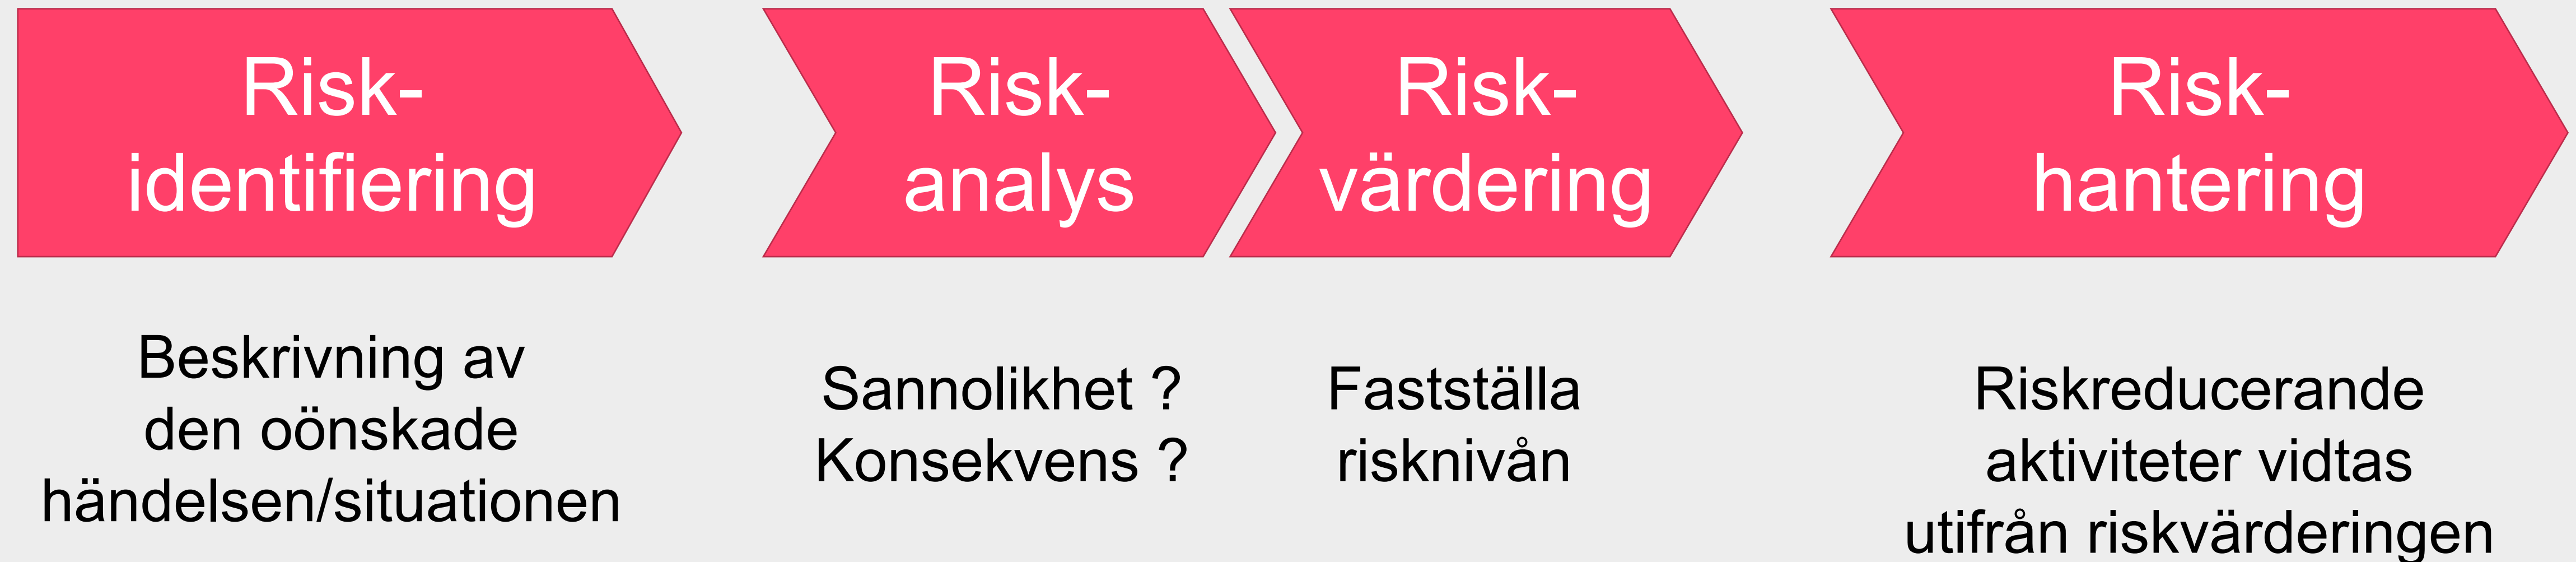 Risk-
identifiering
Risk-
analys
Risk-
värdering
Risk-
hantering
Beskrivning av
den oönskade
händelsen/situationen
Sannolikhet ?
Konsekvens ?
Fastställa
risknivån
Riskreducerande
aktiviteter vidtas
utifrån riskvärderingen